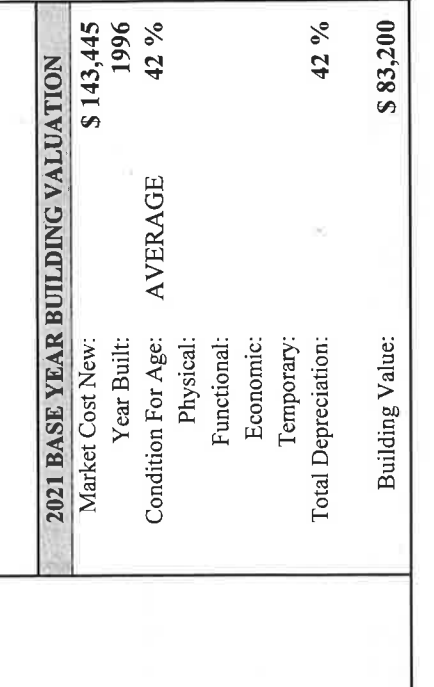 2021 BASE YEAR BUILDING VALUATION
Market Cost New: $ 143,445
Year Built: 1996
Condition For Age: AVERAGE 42 %
Physical:
Functional:
Economic:
Temporary:
Total Depreciation: 42 %
Building Value: $ 83,200